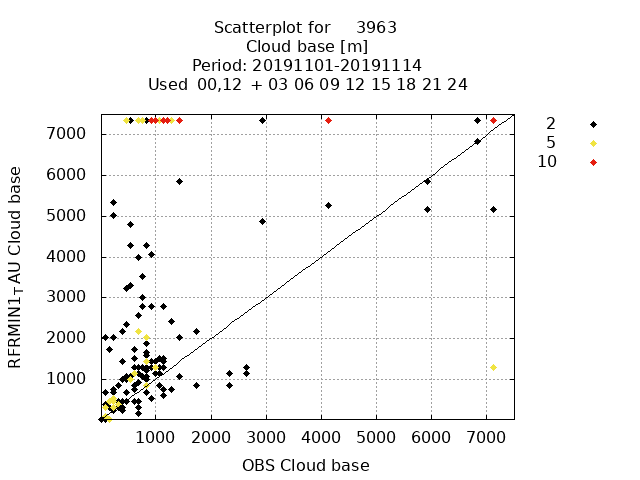 Scatterplot for 3963
Cloud base [m]
Period: 20191101-20191114
Used 00,12 + 03 06 09 12 15 18 21 24
2
5
10
7000
6000
5000
4000
3000
2000
1000
RFRMIN1TAU Cloud base
1000 2000 3000 4000 5000 6000 7000
OBS Cloud base